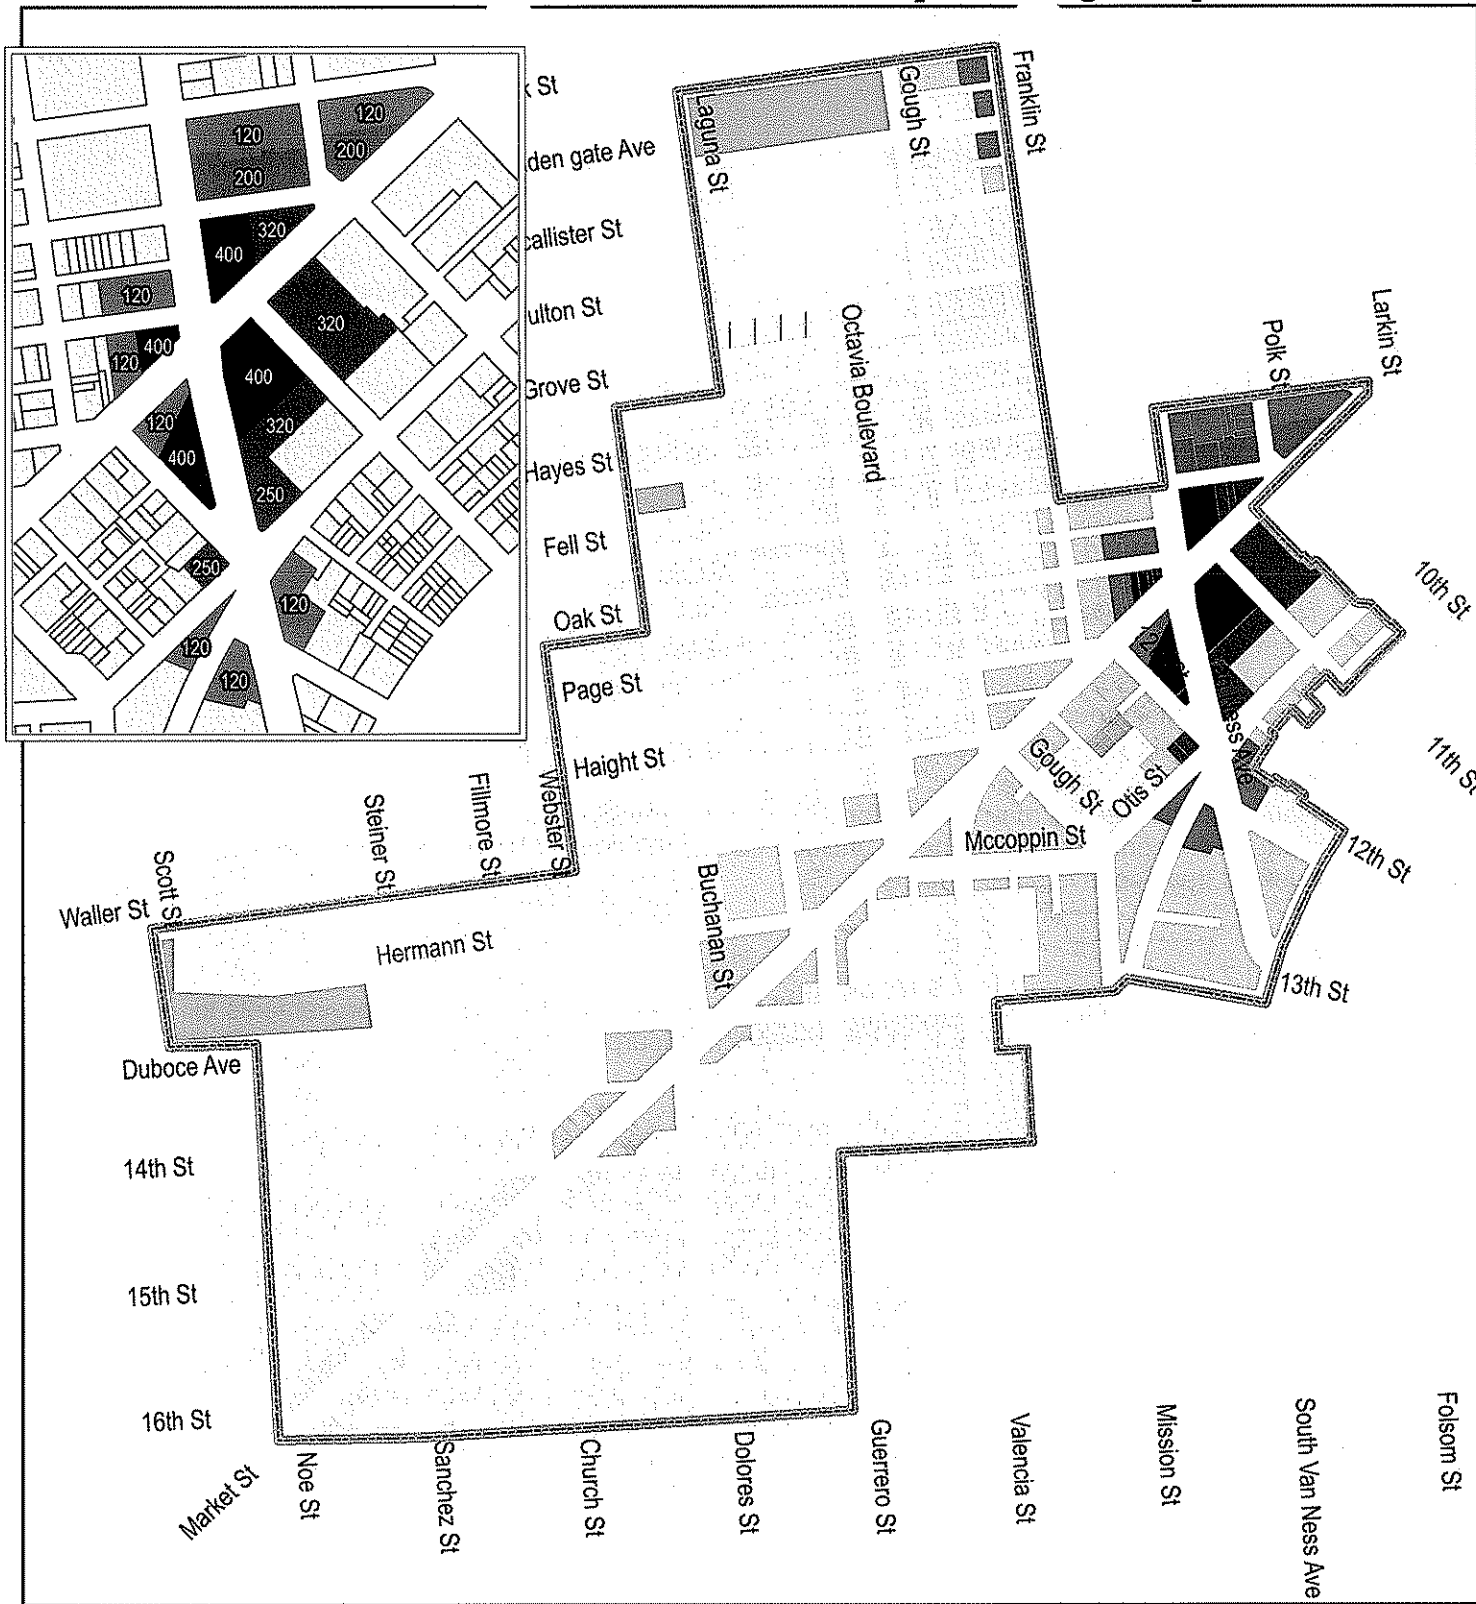 120
120
200
200
320
400
120
320
400
120
400
120
320
400
250
250
120
120
120
k St
den gate Ave
callister St
ulton St
Grove St
Hayes St
Fell St
Oak St
Page St
Haight St
Laguna St
Gough St
Franklin St
Octavia Boulevard
Polk St
Larkin St
10th St
11th St
12th St
13th St
ess Ave
Gough St
Otis St
Mccoppin St
Buchanan St
Webster St
Fillmore St
Steiner St
Scott St
Waller St
Hermann St
Duboce Ave
14th St
15th St
16th St
Market St
Noe St
Sanchez St
Church St
Dolores St
Guerrero St
Valencia St
Mission St
South Van Ness Ave
Folsom St